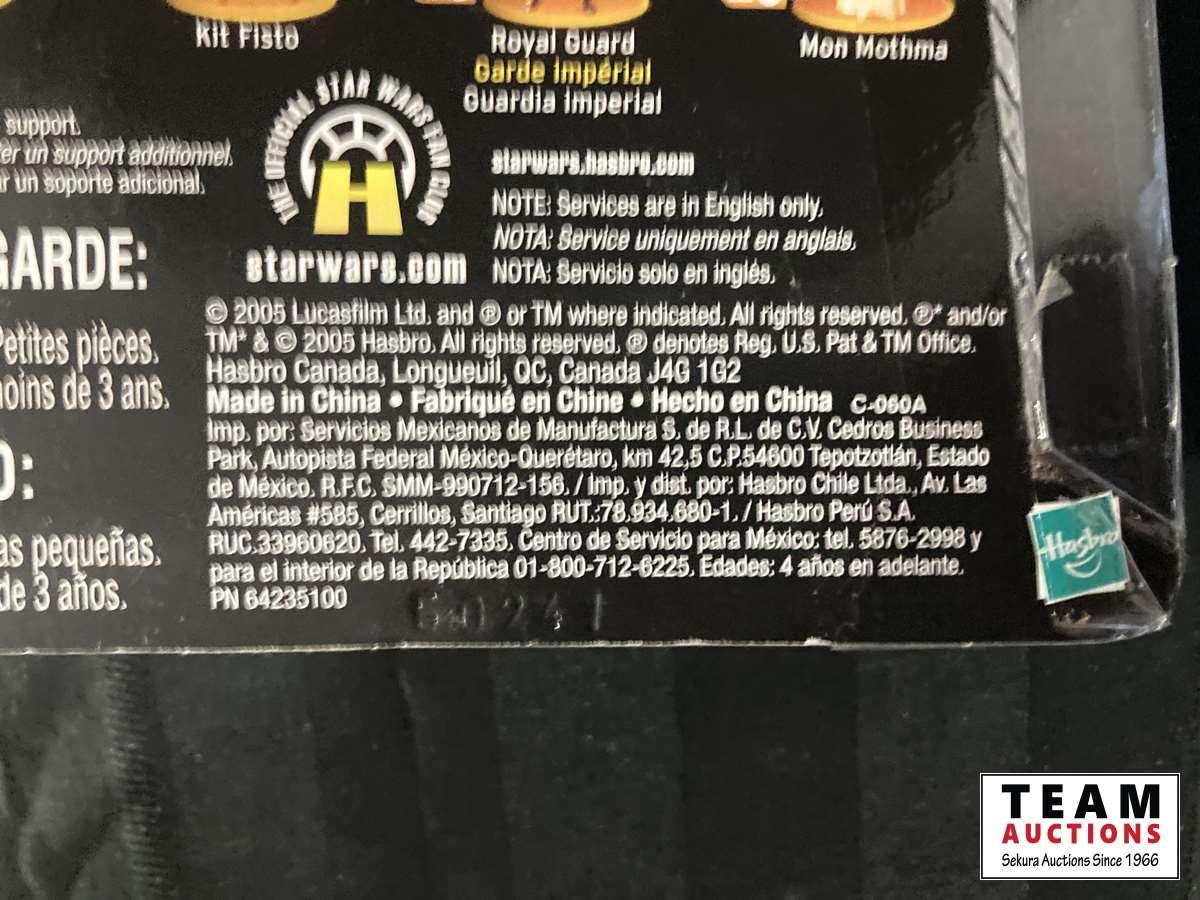 Kit Fisto
Royal Guard
Garde impérial
Guardia imperial
Mon Mothma
support.
er un support additionnel.
r un soporte adicional.
THE OFFICIAL STAR WARS FAN CLUB
H
starwars.com
starwars.hasbro.com
NOTE: Services are in English only.
NOTA: Service uniquement en anglais.
NOTA: Servicio solo en inglés.
GARDE:
Petites pièces.
moins de 3 ans.
O:
as pequeñas.
de 3 años.
© 2005 Lucasfilm Ltd. and ® or TM where indicated. All rights reserved. ®* and/or
TM* & © 2005 Hasbro. All rights reserved. ® denotes Reg. U.S. Pat & TM Office.
Hasbro Canada, Longueuil, QC, Canada J4G 1G2
Made in China • Fabriqué en Chine • Hecho en China C-060A
Imp. por: Servicios Mexicanos de Manufactura S. de R.L. de C.V. Cedros Business
Park, Autopista Federal México-Querétaro, km 42,5 C.P.54600 Tepotzotlán, Estado
de México. R.F.C. SMM-990712-156. / Imp. y dist. por: Hasbro Chile Ltda., Av. Las
Américas #585, Cerrillos, Santiago RUT.:78.934.680-1. / Hasbro Perú S.A.
RUC.33960620. Tel. 442-7335. Centro de Servicio para México: tel. 5876-2998 y
para el interior de la República 01-800-712-6225. Edades: 4 años en adelante.
PN 64235100
Hasbro
TEAM
AUCTIONS
Sekura Auctions Since 1966